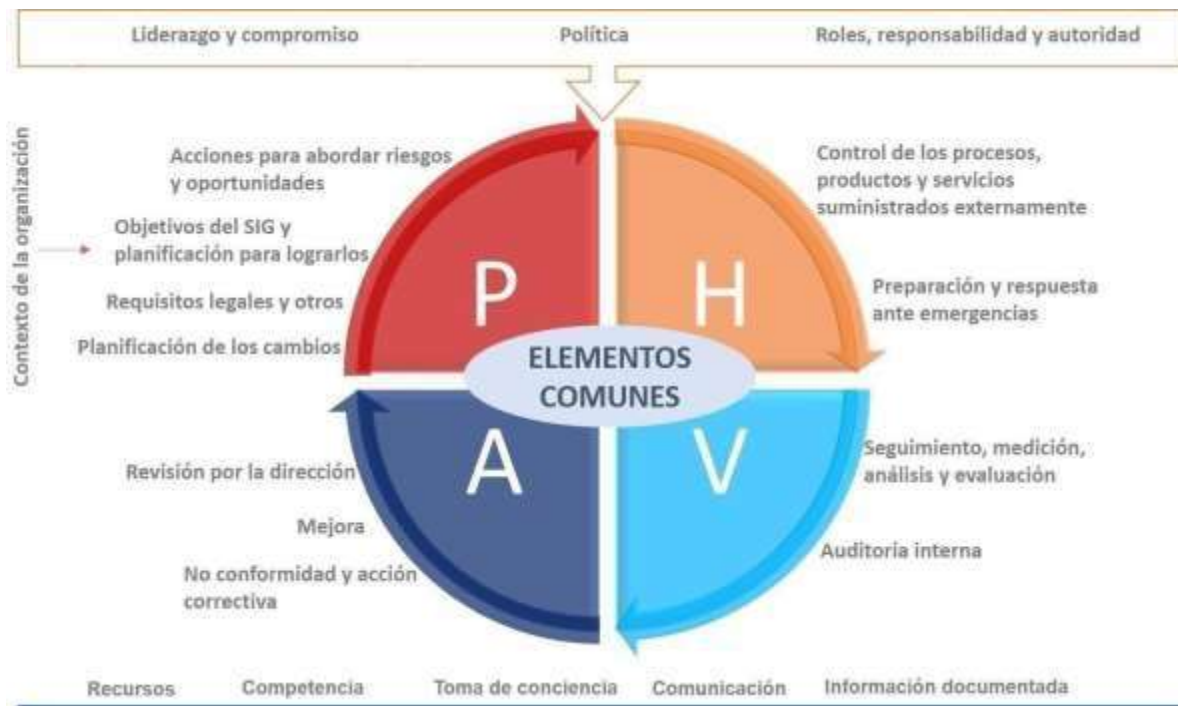 Liderazgo y compromiso
Política
Roles, responsabilidad y autoridad
Contexto de la organización
Acciones para abordar riesgos
y oportunidades
Objetivos del SIG y
planificación para lograrlos
Requisitos legales y otros
Planificación de los cambios
Control de los procesos,
productos y servicios
suministrados externamente
Preparación y respuesta
ante emergencias
P
H
ELEMENTOS
COMUNES
A
V
Revisión por la dirección
Mejora
No conformidad y acción
correctiva
Seguimiento, medición,
análisis y evaluación
Auditoría interna
Recursos
Competencia
Toma de conciencia
Comunicación
Información documentada